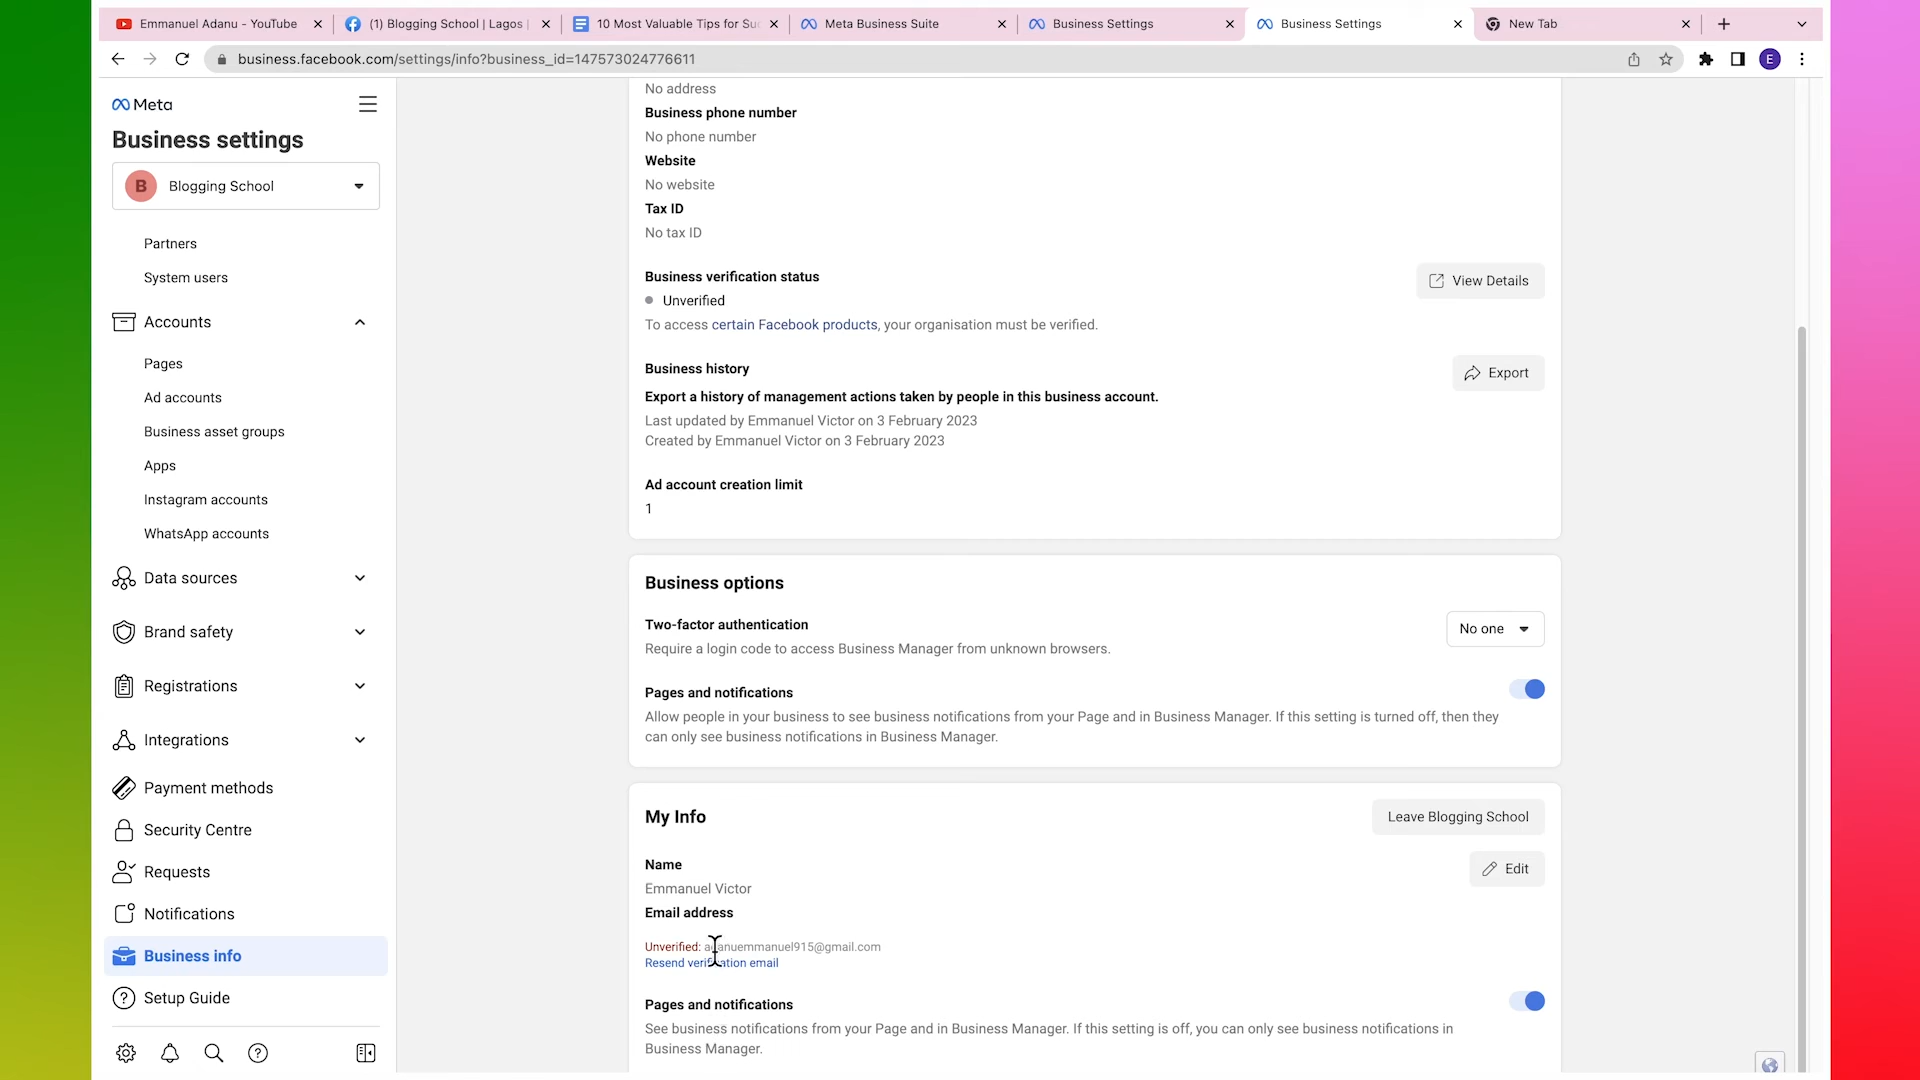 Emmanuel Adanu - YouTube
(1) Blogging School | Lagos |
10 Most Valuable Tips for Suc
Meta Business Suite
Business Settings
Business Settings
New Tab
business.facebook.com/settings/info?business_id=147573024776611
E
Meta
Business settings
B
Blogging School
Partners
System users
Accounts
Pages
Ad accounts
Business asset groups
Apps
Instagram accounts
WhatsApp accounts
Data sources
Brand safety
Registrations
Integrations
Payment methods
Security Centre
Requests
Notifications
Business info
Setup Guide
No address
Business phone number
No phone number
Website
No website
Tax ID
No tax ID
Business verification status
View Details
Unverified
To access certain Facebook products, your organisation must be verified.
Business history
Export
Export a history of management actions taken by people in this business account.
Last updated by Emmanuel Victor on 3 February 2023
Created by Emmanuel Victor on 3 February 2023
Ad account creation limit
1
Business options
Two-factor authentication
No one
Require a login code to access Business Manager from unknown browsers.
Pages and notifications
Allow people in your business to see business notifications from your Page and in Business Manager. If this setting is turned off, then they
can only see business notifications in Business Manager.
My Info
Leave Blogging School
Name
Edit
Emmanuel Victor
Email address
Unverified: adanuemmanuel915@gmail.com
Resend verification email
Pages and notifications
See business notifications from your Page and in Business Manager. If this setting is off, you can only see business notifications in
Business Manager.